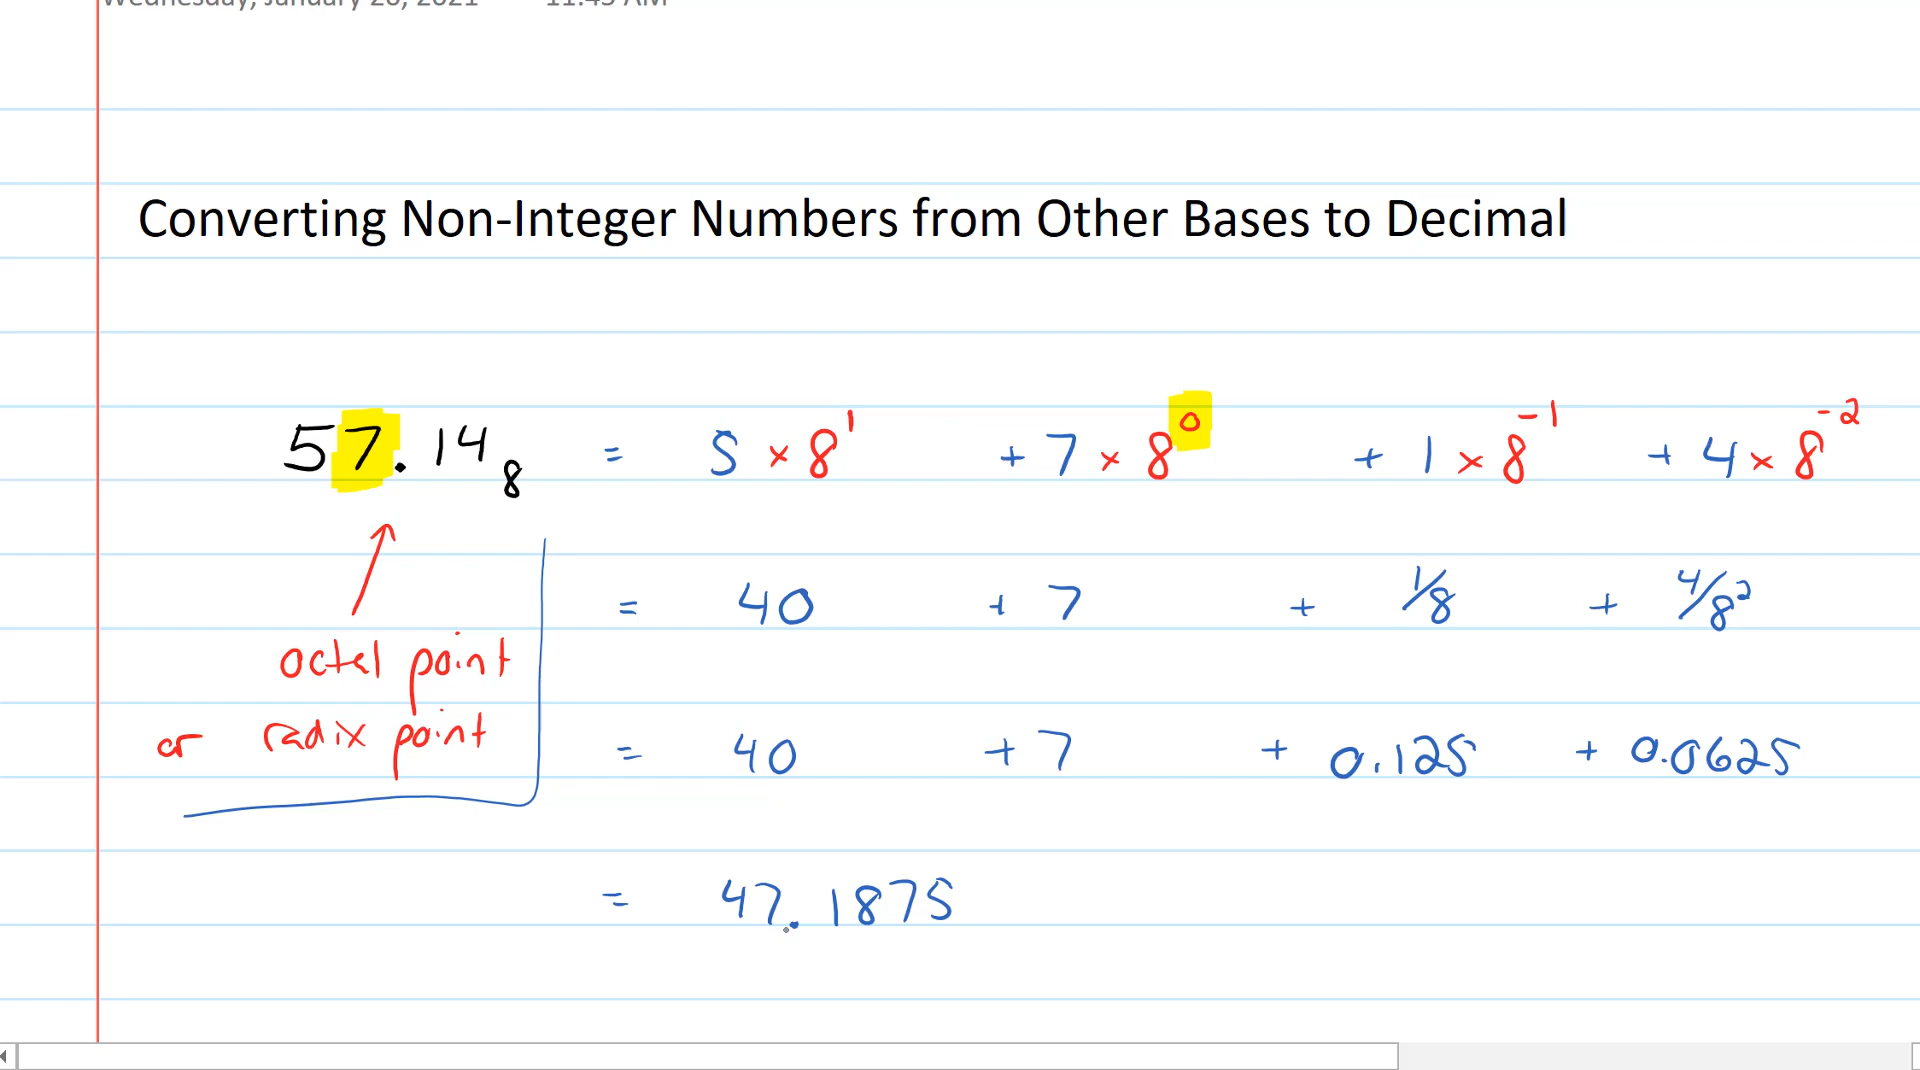 Converting Non-Integer Numbers from Other Bases to Decimal
57.14₈ = 5 × 8¹ + 7 × 8⁰ + 1 × 8⁻¹ + 4 × 8⁻²
= 40 + 7 + 1/8 + 4/8²
octal point
or radix point
= 40 + 7 + 0.125 + 0.0625
= 47.1875